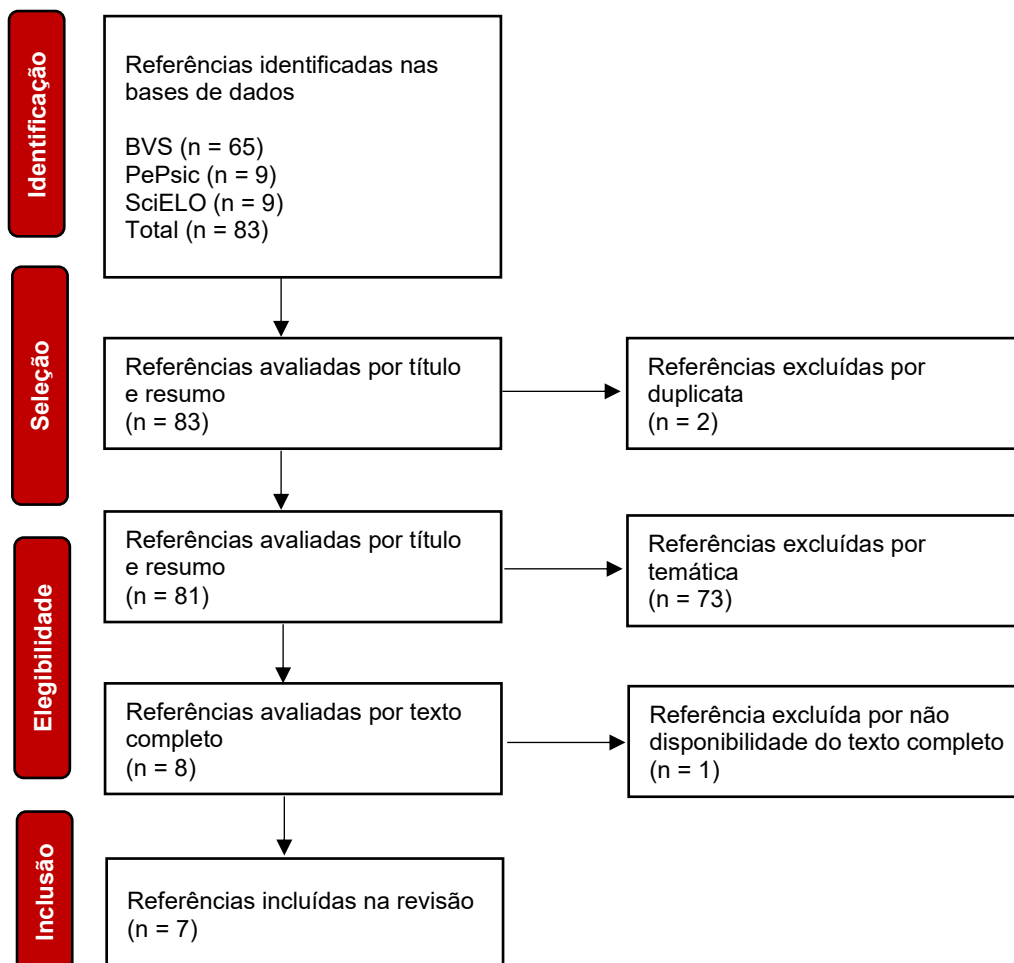 Identificação
Referências identificadas nas
bases de dados
BVS (n = 65)
PePsic (n = 9)
SciELO (n = 9)
Total (n = 83)
Seleção
Referências avaliadas por título
e resumo
(n = 83)
Referências excluídas por
duplicata
(n = 2)
Elegibilidade
Referências avaliadas por título
e resumo
(n = 81)
Referências excluídas por
temática
(n = 73)
Referências avaliadas por texto
completo
(n = 8)
Referência excluída por não
disponibilidade do texto completo
(n = 1)
Inclusão
Referências incluídas na revisão
(n = 7)